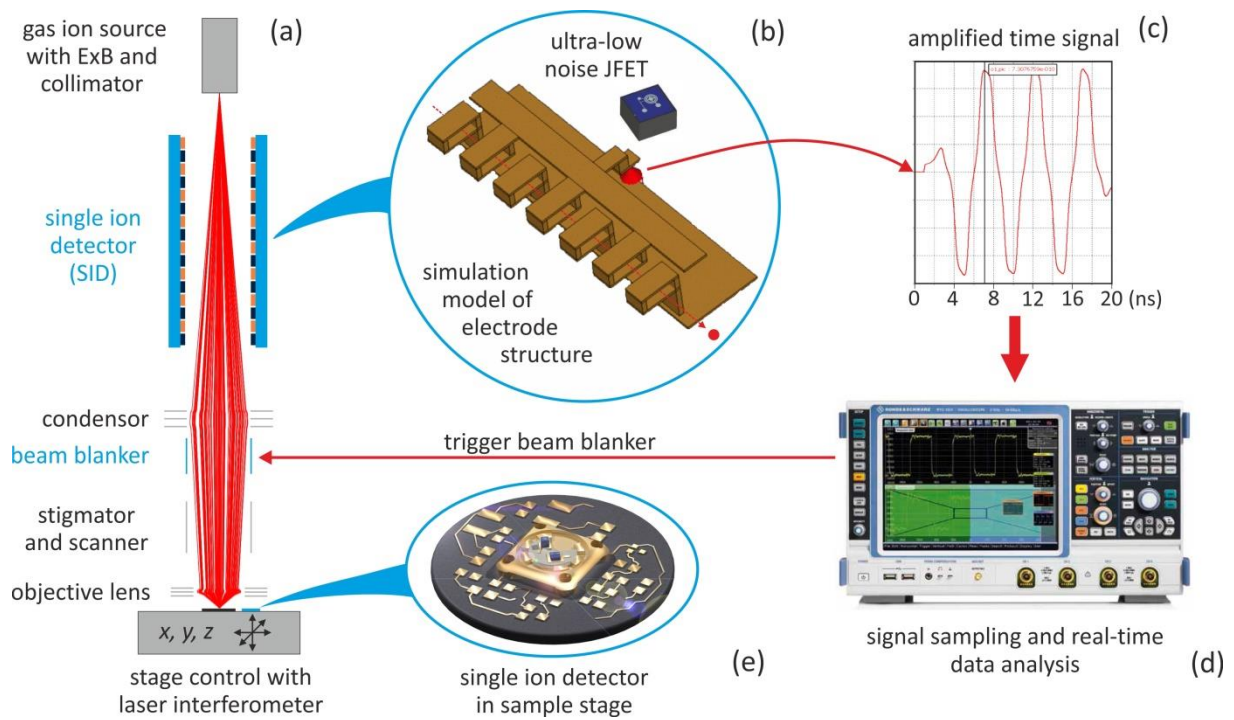 gas ion source
with ExB and
collimator
(a)
single ion
detector
(SID)
condensor
beam blanker
stigmator
and scanner
objective lens
x, y, z
stage control with
laser interferometer
(b)
ultra-low
noise JFET
simulation
model of
electrode
structure
(c)
amplified time signal
0 4 8 12 16 20 (ns)
trigger beam blanker
ROHDE & SCHWARZ
signal sampling and real-time
data analysis
(d)
(e)
single ion detector
in sample stage